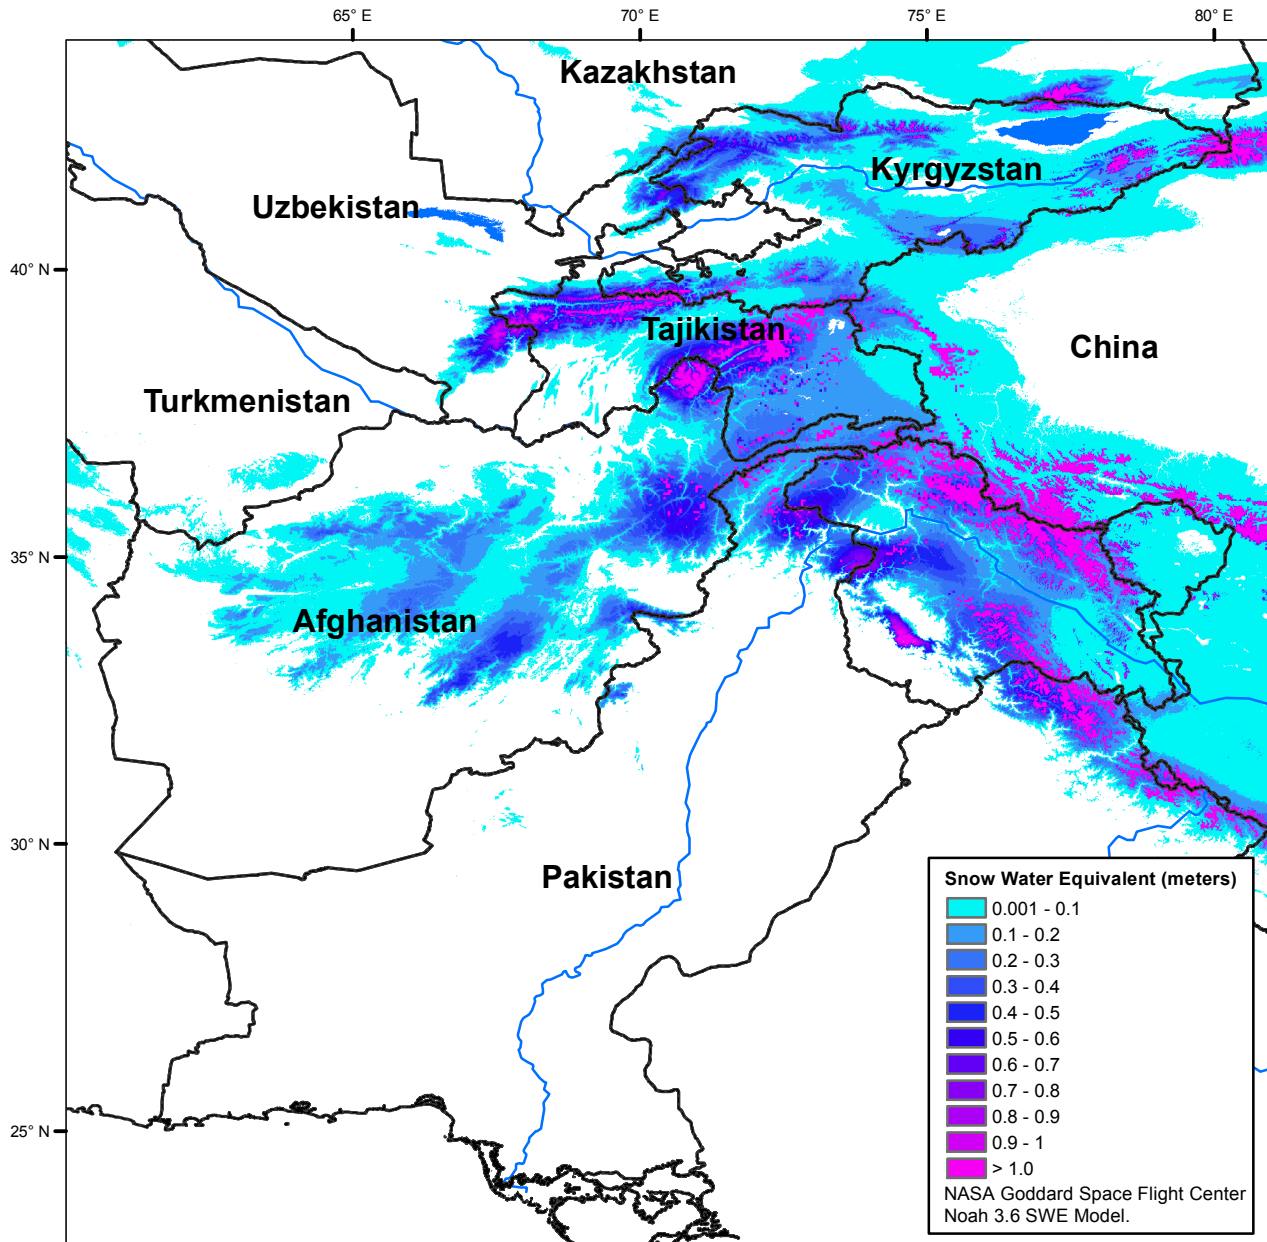 65° E
70° E
75° E
80° E
Kazakhstan
Kyrgyzstan
Uzbekistan
40° N
Tajikistan
China
Turkmenistan
35° N
Afghanistan
30° N
Pakistan
25° N
Snow Water Equivalent (meters)
0.001 - 0.1
0.1 - 0.2
0.2 - 0.3
0.3 - 0.4
0.4 - 0.5
0.5 - 0.6
0.6 - 0.7
0.7 - 0.8
0.8 - 0.9
0.9 - 1
> 1.0
NASA Goddard Space Flight Center
Noah 3.6 SWE Model.